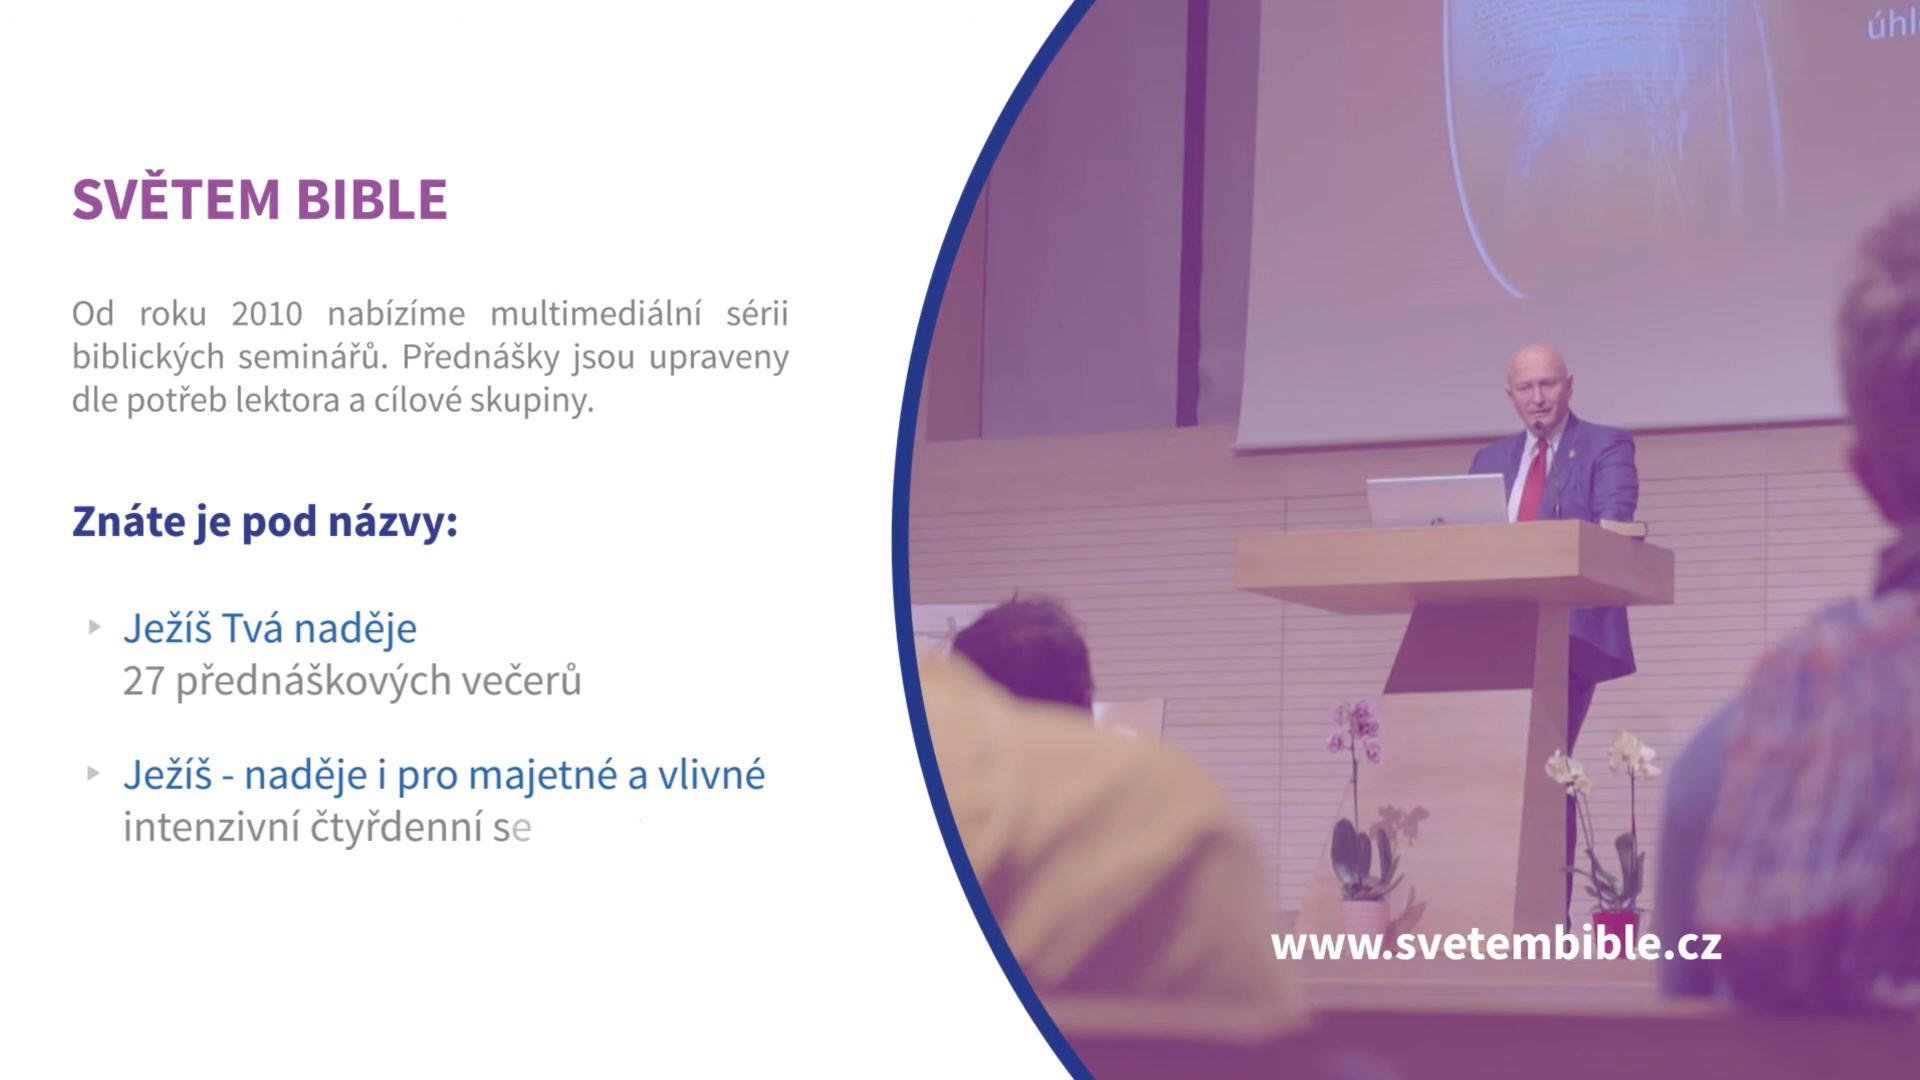 SVĚTEM BIBLE
Od roku 2010 nabízíme multimediální sérii
biblických seminářů. Přednášky jsou upraveny
dle potřeb lektora a cílové skupiny.
Znáte je pod názvy:
Ježíš Tvá naděje
27 přednáškových večerů
Ježíš - naděje i pro majetné a vlivné
intenzivní čtyřdenní se
www.svetembible.cz